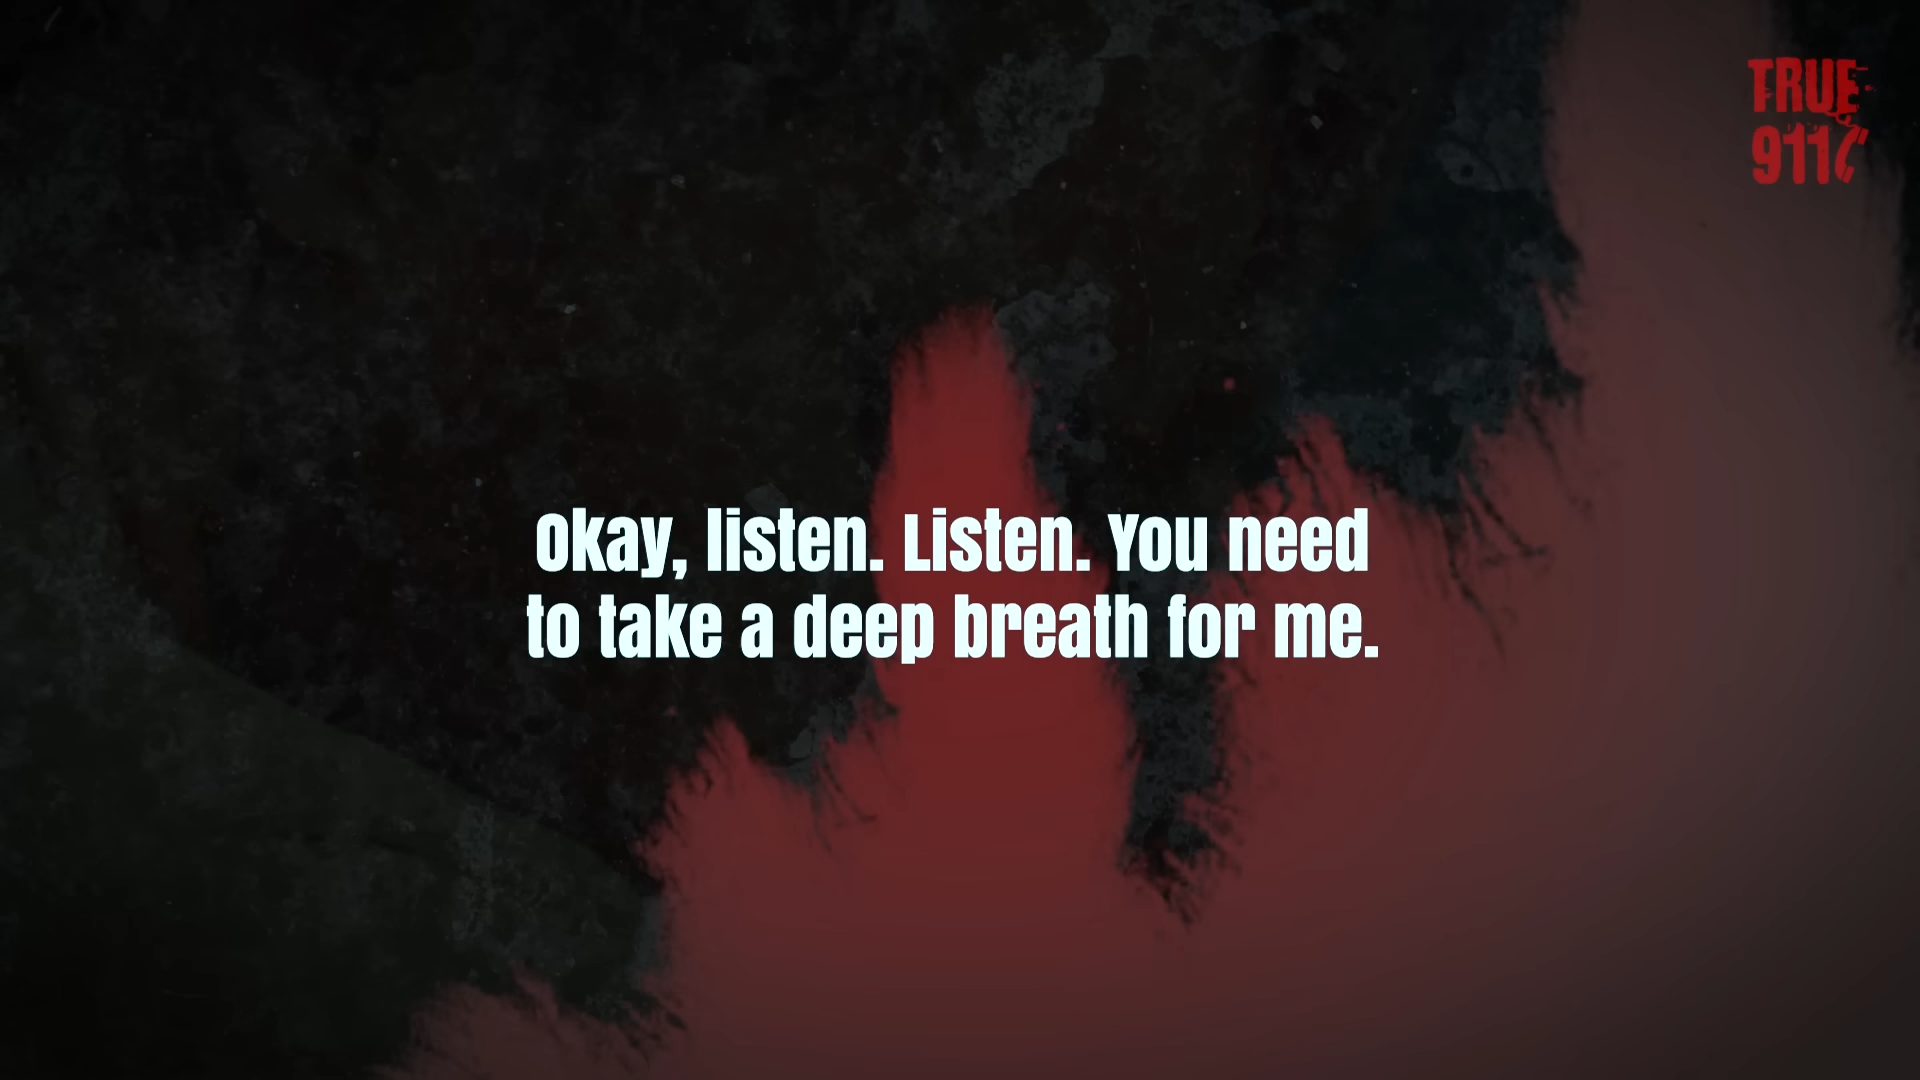 TRUE
911
Okay, listen. Listen. You need
to take a deep breath for me.